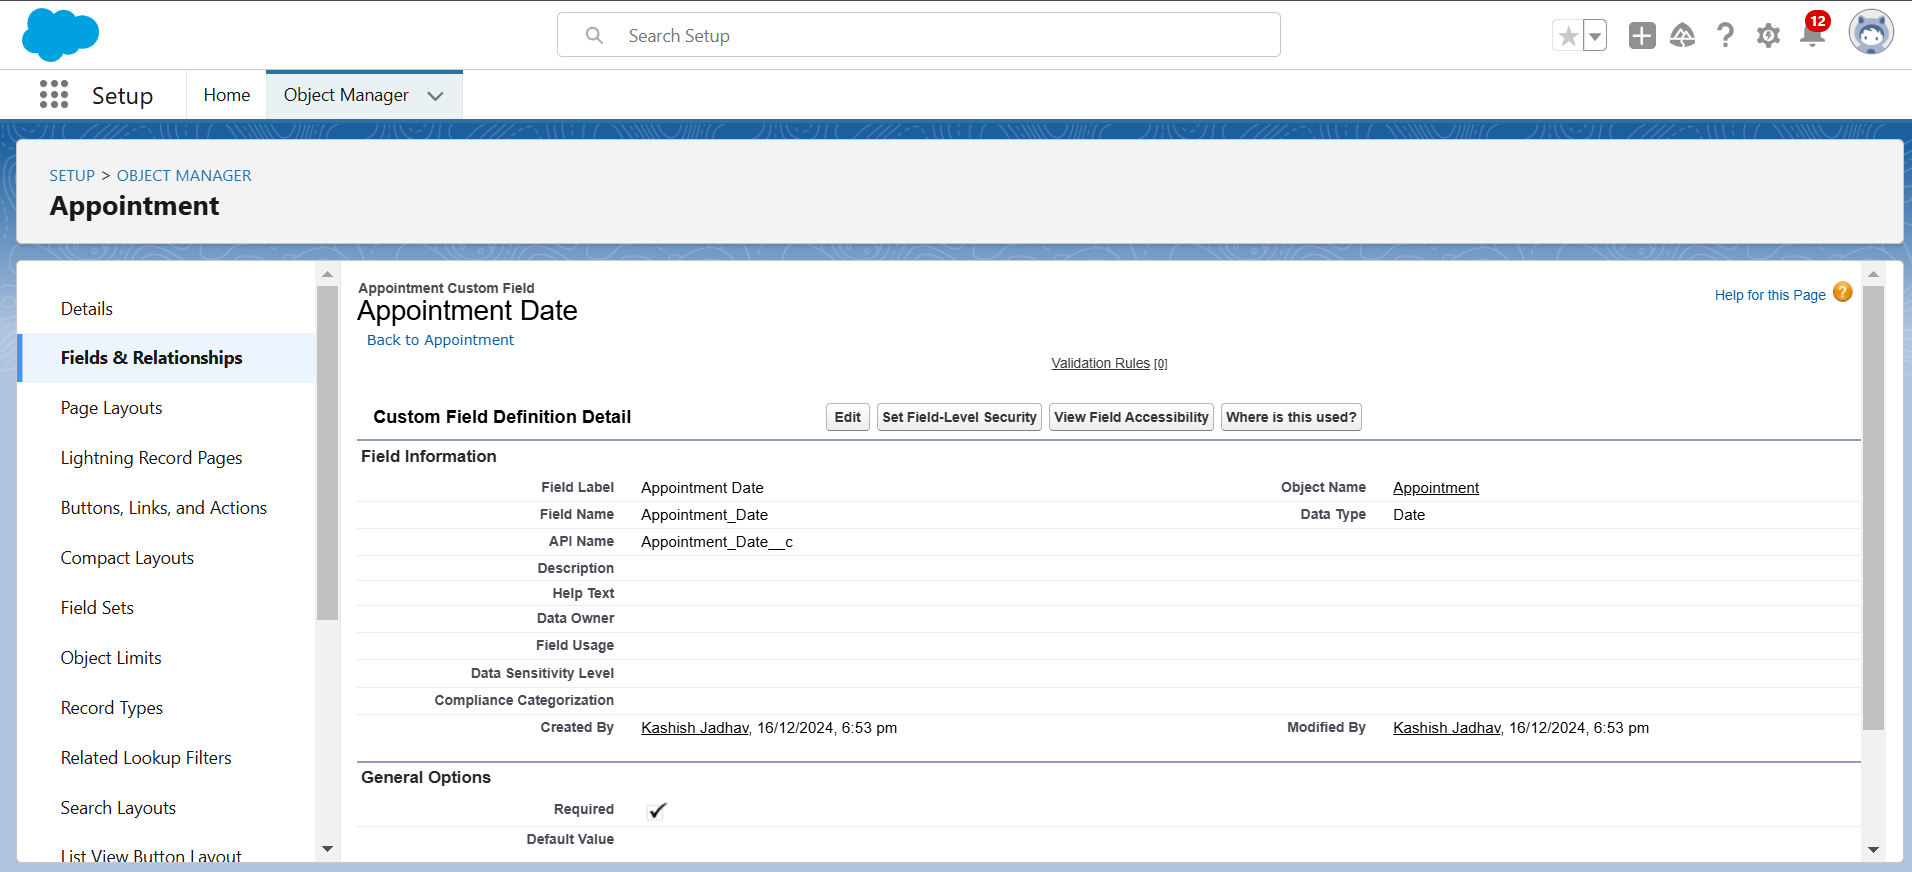 Search Setup
12
Setup
Home
Object Manager
SETUP > OBJECT MANAGER
Appointment
Details
Fields & Relationships
Page Layouts
Lightning Record Pages
Buttons, Links, and Actions
Compact Layouts
Field Sets
Object Limits
Record Types
Related Lookup Filters
Search Layouts
List View Button Layout
Appointment Custom Field
Appointment Date
Back to Appointment
Help for this Page ?
Validation Rules [0]
Custom Field Definition Detail
Edit
Set Field-Level Security
View Field Accessibility
Where is this used?
Field Information
Field Label Appointment Date
Object Name Appointment
Field Name Appointment_Date
Data Type Date
API Name Appointment_Date__c
Description
Help Text
Data Owner
Field Usage
Data Sensitivity Level
Compliance Categorization
Created By Kashish Jadhav, 16/12/2024, 6:53 pm
Modified By Kashish Jadhav, 16/12/2024, 6:53 pm
General Options
Required
Default Value